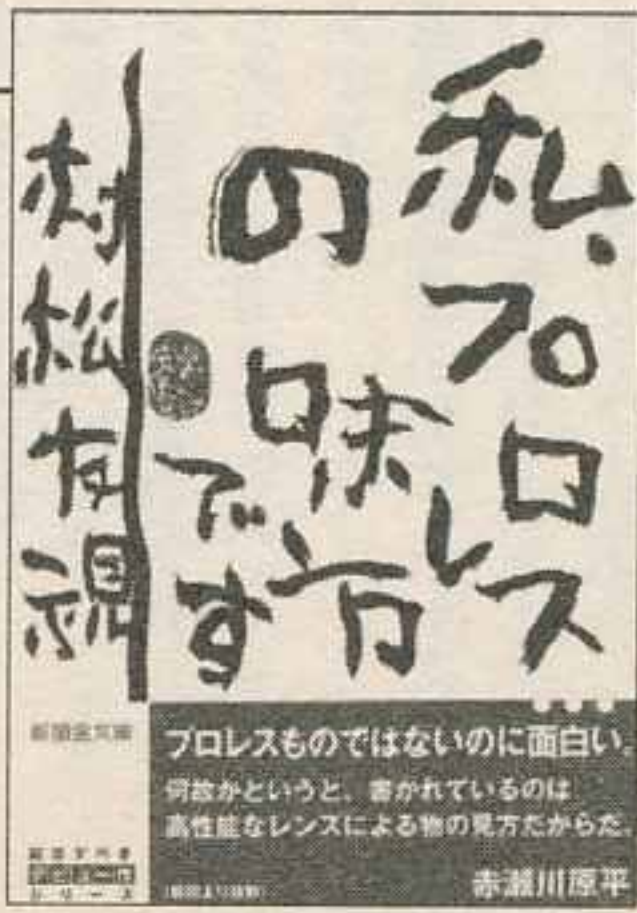 私、プロレス
の味方
です
村松友視
プロレスものではないのに面白い。
何故かというと、書かれているのは
高性能なレンズによる物の見方だからだ。
赤瀬川原平